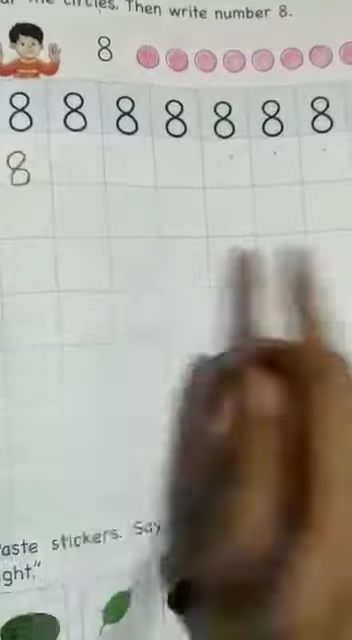 the circles. Then write number 8.
8
8 8 8 8 8 8 8
8
aste stickers. Say
ght."